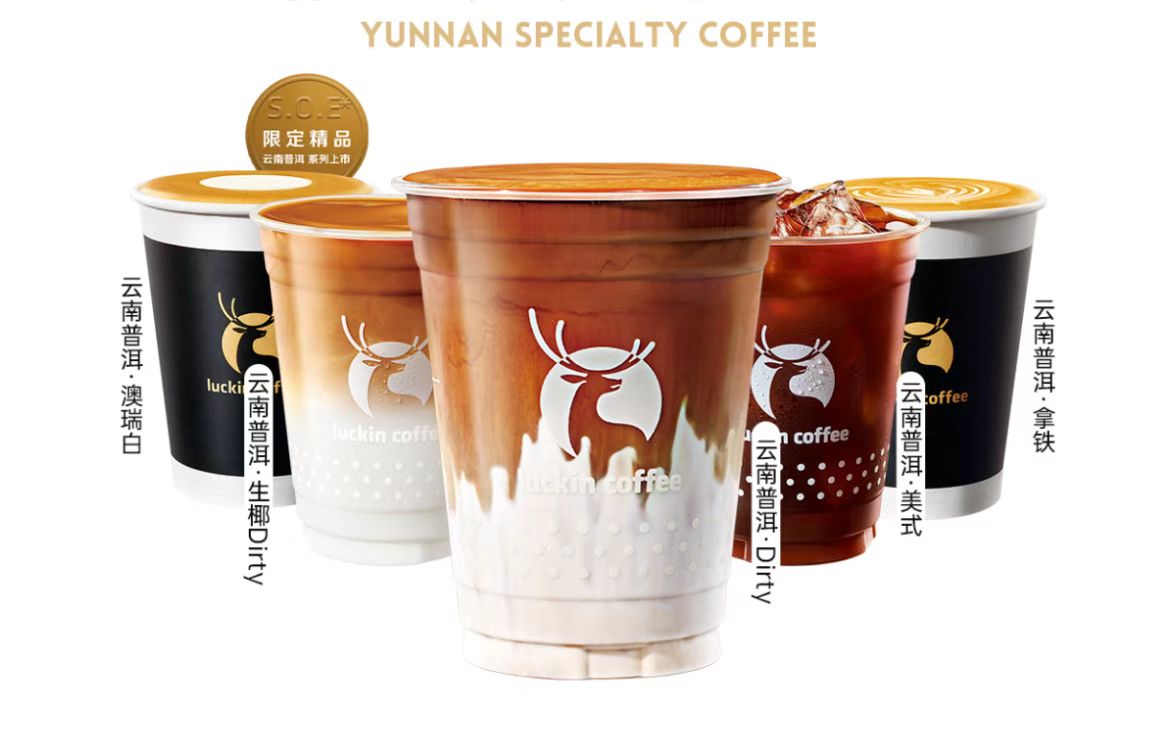 YUNNAN SPECIALTY COFFEE
S.O.E*
限定精品
云南普洱 系列上市
云南普洱·澳瑞白
luckin
云南普洱·生椰Dirty
luckin coffee
luckin coffee
云南普洱·Dirty
coffee
云南普洱·美式
coffee
云南普洱·拿铁